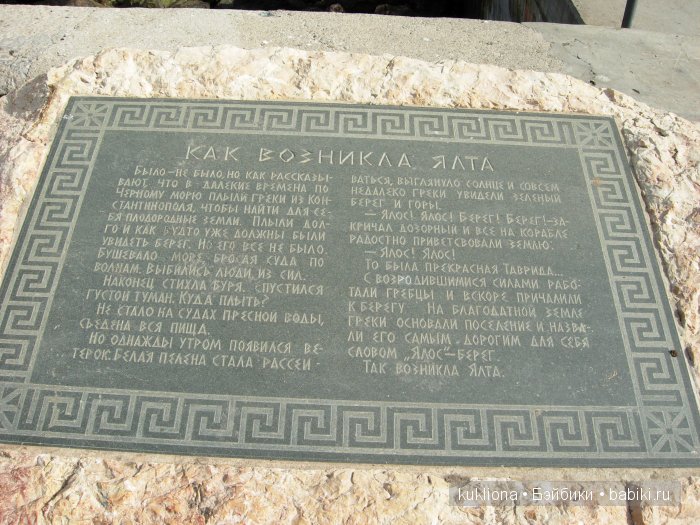 КАК ВОЗНИКЛА ЯЛТА
БЫЛО-НЕ БЫЛО, НО КАК РАССКАЗЫ-
ВАЮТ, ЧТО В ДАЛЕКИЕ ВРЕМЕНА ПО
ЧЕРНОМУ МОРЮ ПЛЫЛИ ГРЕКИ ИЗ КОН-
СТАНТИНОПОЛЯ, ЧТОБЫ НАЙТИ ДЛЯ СЕ-
БЯ ПЛОДОРОДНЫЕ ЗЕМЛИ. ПЛЫЛИ ДОЛ-
ГО И КАК БУДТО УЖЕ ДОЛЖНЫ БЫЛИ
УВИДЕТЬ БЕРЕГ. НО ЕГО ВСЕ НЕ БЫЛО.
БУШЕВАЛО МОРЕ, БРОСАЯ СУДА ПО
ВОЛНАМ. ВЫБИЛИСЬ ЛЮДИ ИЗ СИЛ.
НАКОНЕЦ СТИХЛА БУРЯ. СПУСТИЛСЯ
ГУСТОЙ ТУМАН. КУДА ПЛЫТЬ?
НЕ СТАЛО НА СУДАХ ПРЕСНОЙ ВОДЫ,
СЪЕДЕНА ВСЯ ПИЩА.
НО ОДНАЖДЫ УТРОМ ПОЯВИЛСЯ ВЕ-
ТЕРОК. БЕЛАЯ ПЕЛЕНА СТАЛА РАССЕИ-
ВАТЬСЯ, ВЫГЛЯНУЛО СОЛНЦЕ И СОВСЕМ
НЕДАЛЕКО ГРЕКИ УВИДЕЛИ ЗЕЛЕНЫЙ
БЕРЕГ И ГОРЫ.
– ЯЛОС! ЯЛОС! БЕРЕГ! БЕРЕГ!-ЗА-
КРИЧАЛ ДОЗОРНЫЙ И ВСЕ НА КОРАБЛЕ
РАДОСТНО ПРИВЕТСВОВАЛИ ЗЕМЛЮ:
– ЯЛОС! ЯЛОС!
ТО БЫЛА ПРЕКРАСНАЯ ТАВРИДА...
С ВОЗРОДИВШИМИСЯ СИЛАМИ РАБО-
ТАЛИ ГРЕБЦЫ И ВСКОРЕ ПРИЧАЛИЛИ
К БЕРЕГУ. НА БЛАГОДАТНОЙ ЗЕМЛЕ
ГРЕКИ ОСНОВАЛИ ПОСЕЛЕНИЕ И НАЗВА-
ЛИ ЕГО САМЫМ ДОРОГИМ ДЛЯ СЕБЯ
СЛОВОМ „ЯЛОС"-БЕРЕГ.
ТАК ВОЗНИКЛА ЯЛТА.
kukliona • Бэйбики • babiki.ru